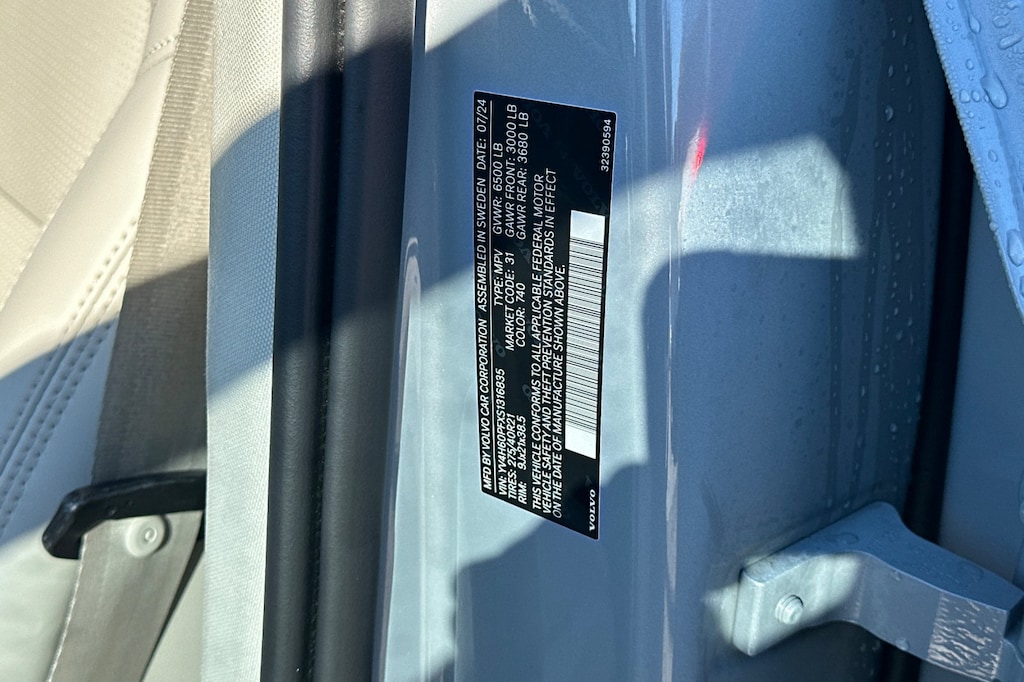 MFD BY VOLVO CAR CORPORATION ASSEMBLED IN SWEDEN DATE: 07/24
VIN: YV4H60PFXS1316835 TYPE: MPV GVWR: 6500 LB
TIRES: 275/40R21 MARKET CODE: 31 GAWR FRONT: 3000 LB
RIM: 9Jx21x38.5 COLOR: 740 GAWR REAR: 3680 LB
THIS VEHICLE CONFORMS TO ALL APPLICABLE FEDERAL MOTOR
VEHICLE SAFETY AND THEFT PREVENTION STANDARDS IN EFFECT
ON THE DATE OF MANUFACTURE SHOWN ABOVE.
VOLVO
32390594